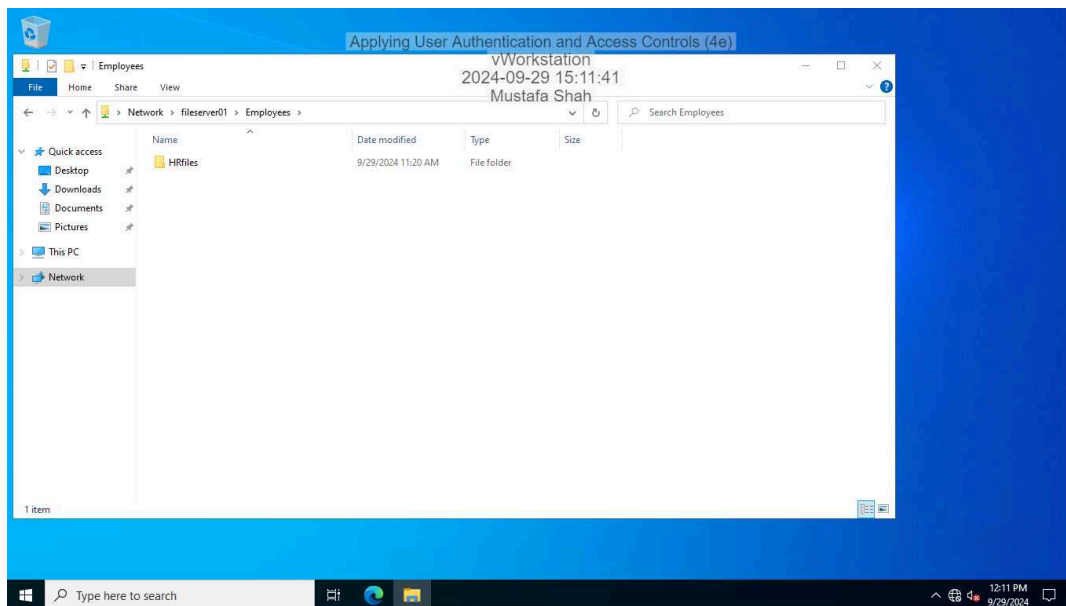 Applying User Authentication and Access Controls (4e)
vWorkstation
2024-09-29 15:11:41
Mustafa Shah
Employees
File Home Share View
Network › fileserver01 › Employees ›
Search Employees
Name Date modified Type Size
HRfiles 9/29/2024 11:20 AM File folder
Quick access
Desktop
Downloads
Documents
Pictures
This PC
Network
1 item
Type here to search
12:11 PM
9/29/2024